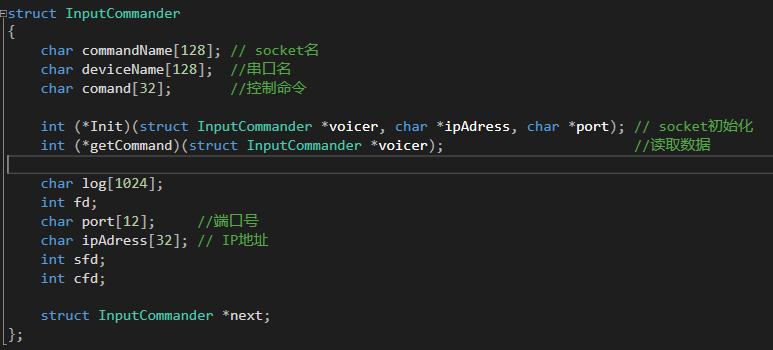 struct InputCommander
{
char commandName[128]; // socket名
char deviceName[128]; //串口名
char comand[32]; //控制命令
int (*Init)(struct InputCommander *voicer, char *ipAdress, char *port); // socket初始化
int (*getCommand)(struct InputCommander *voicer); //读取数据
char log[1024];
int fd;
char port[12]; //端口号
char ipAdress[32]; // IP地址
int sfd;
int cfd;
struct InputCommander *next;
};